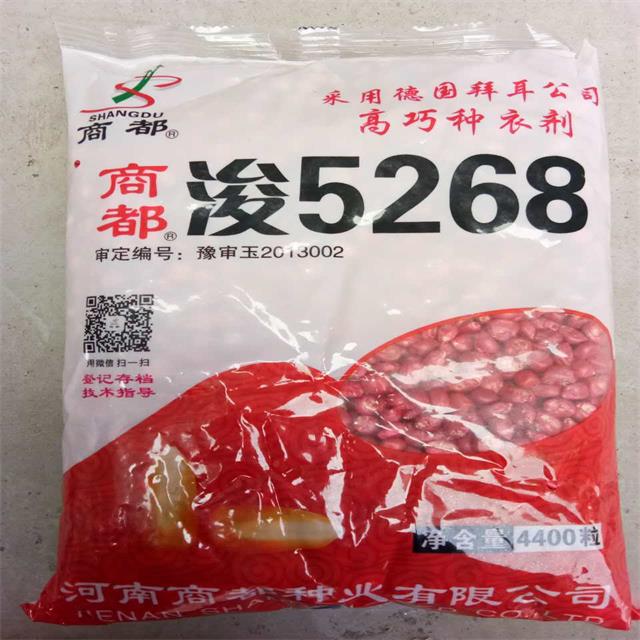 SHANGDU
商都®
采用德国拜耳公司
高巧种衣剂
商都® 浚5268
审定编号：豫审玉2013002
用微信扫一扫
登记存档
技术指导
净含量 4400粒
河南商都种业有限公司